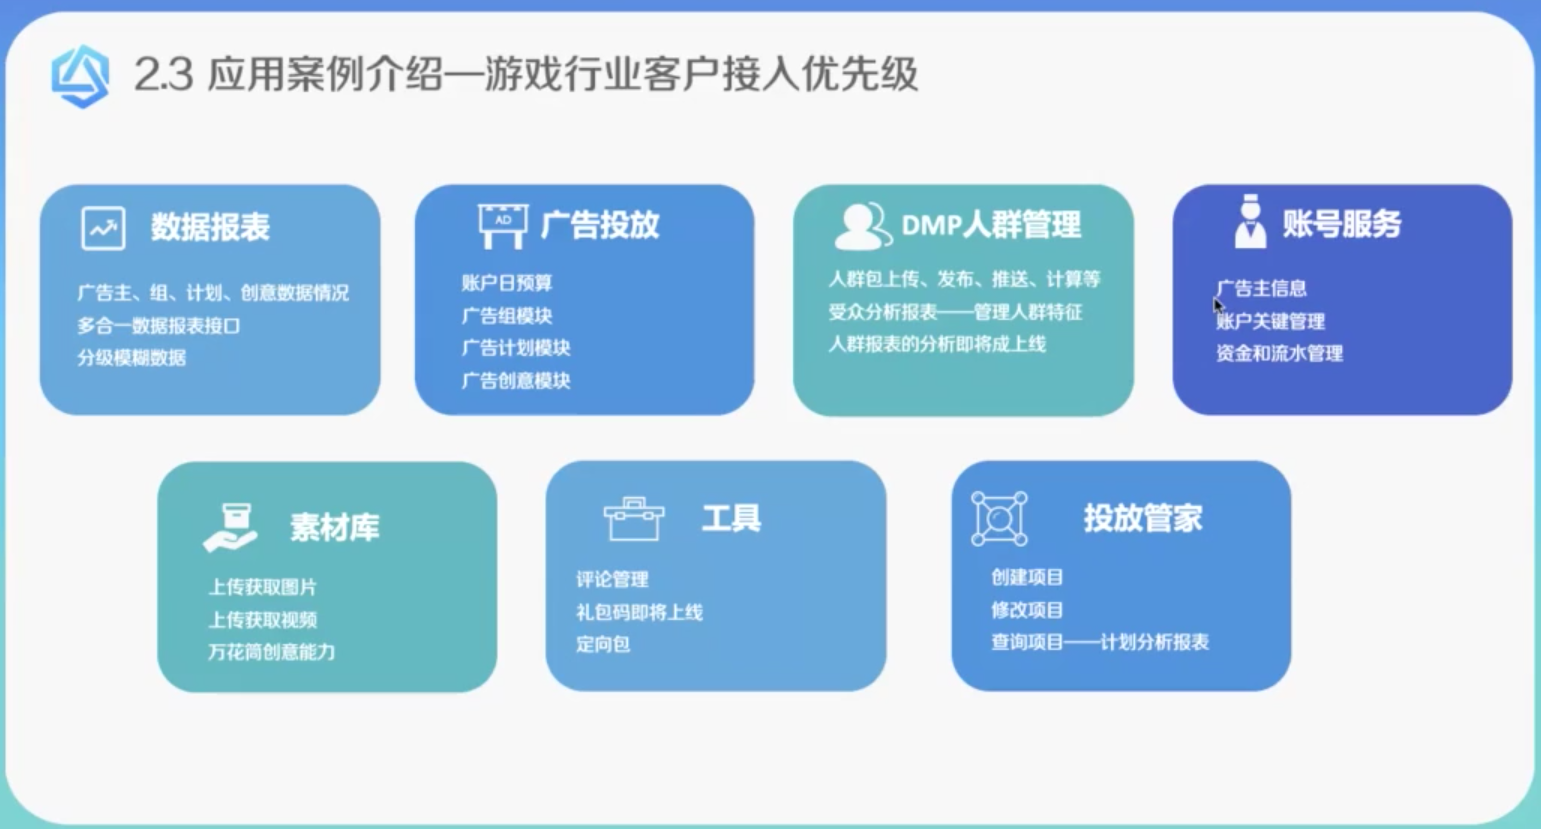 2.3 应用案例介绍—游戏行业客户接入优先级
数据报表
广告主、组、计划、创意数据情况
多合一数据报表接口
分级模糊数据
AD
广告投放
账户日预算
广告组模块
广告计划模块
广告创意模块
DMP人群管理
人群包上传、发布、推送、计算等
受众分析报表——管理人群特征
人群报表的分析即将成上线
账号服务
广告主信息
账户关键管理
资金和流水管理
素材库
上传获取图片
上传获取视频
万花筒创意能力
工具
评论管理
礼包码即将上线
定向包
投放管家
创建项目
修改项目
查询项目——计划分析报表